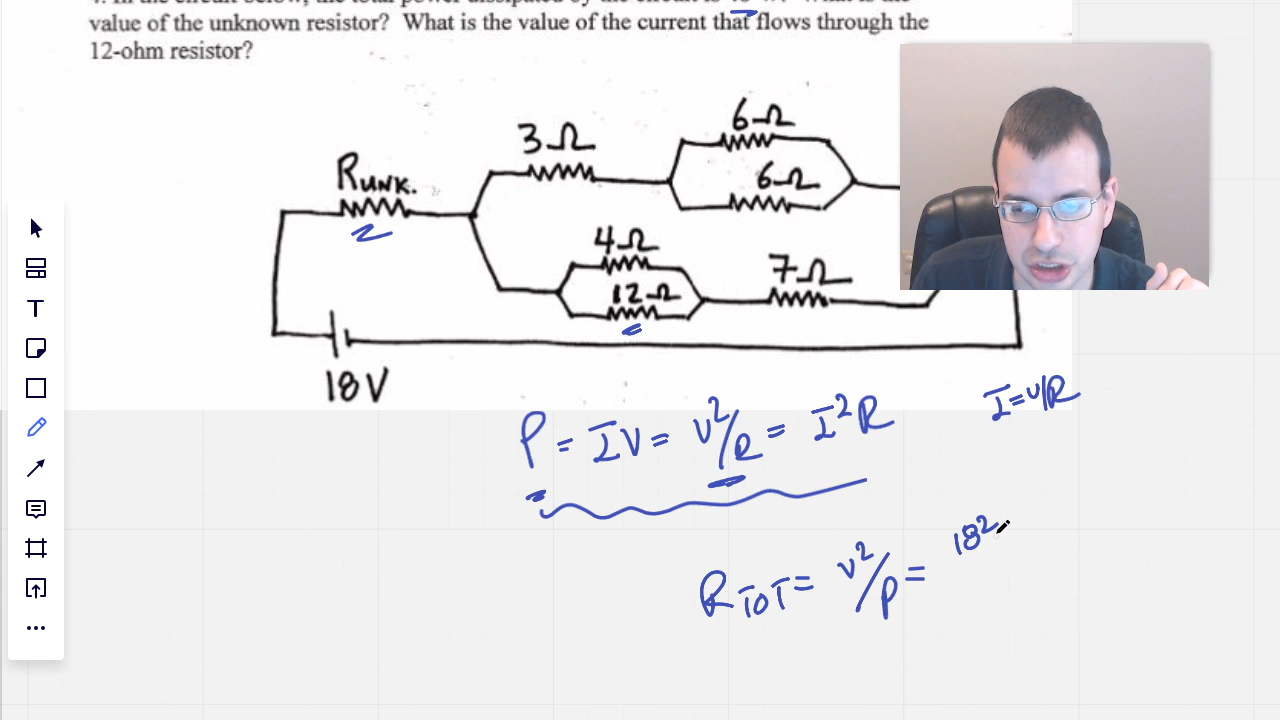 value of the unknown resistor? What is the value of the current that flows through the
12-ohm resistor?
6Ω
3Ω
RUNK.
6Ω
4Ω
7Ω
12Ω
18V
I=V/R
P = IV = V²/R = I²R
18²
RTOT = V²/P =
T